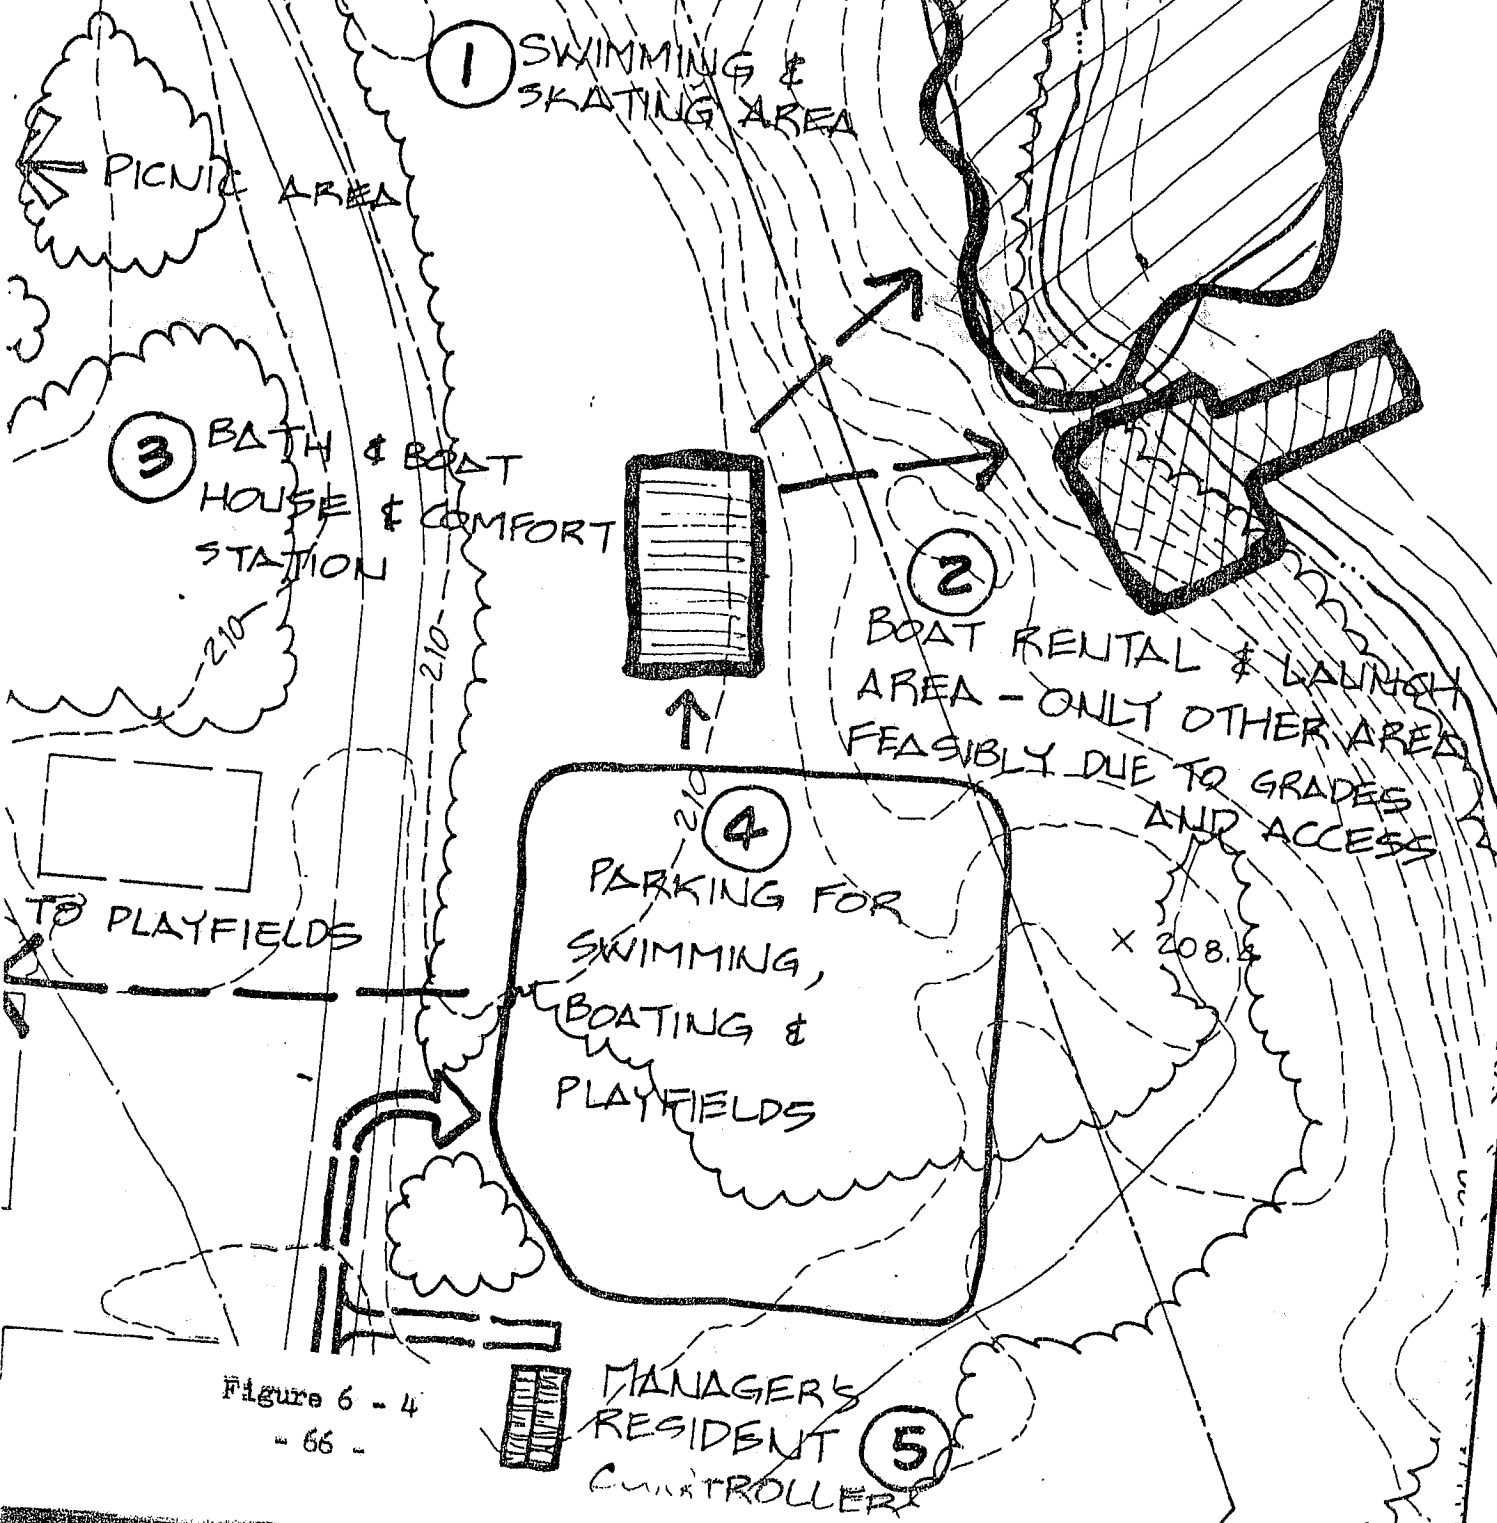 1 SWIMMING &
SKATING AREA
PICNIC AREA
3 BATH & BOAT
HOUSE & COMFORT
STATION
210
210
2
BOAT RENTAL & LAUNCH
AREA - ONLY OTHER AREA
FEASIBLY DUE TO GRADES
AND ACCESS
210
4
PARKING FOR
SWIMMING,
BOATING &
PLAYFIELDS
TO PLAYFIELDS
× 208.
MANAGER'S
RESIDENT
5
Figure 6 - 4
- 66 -